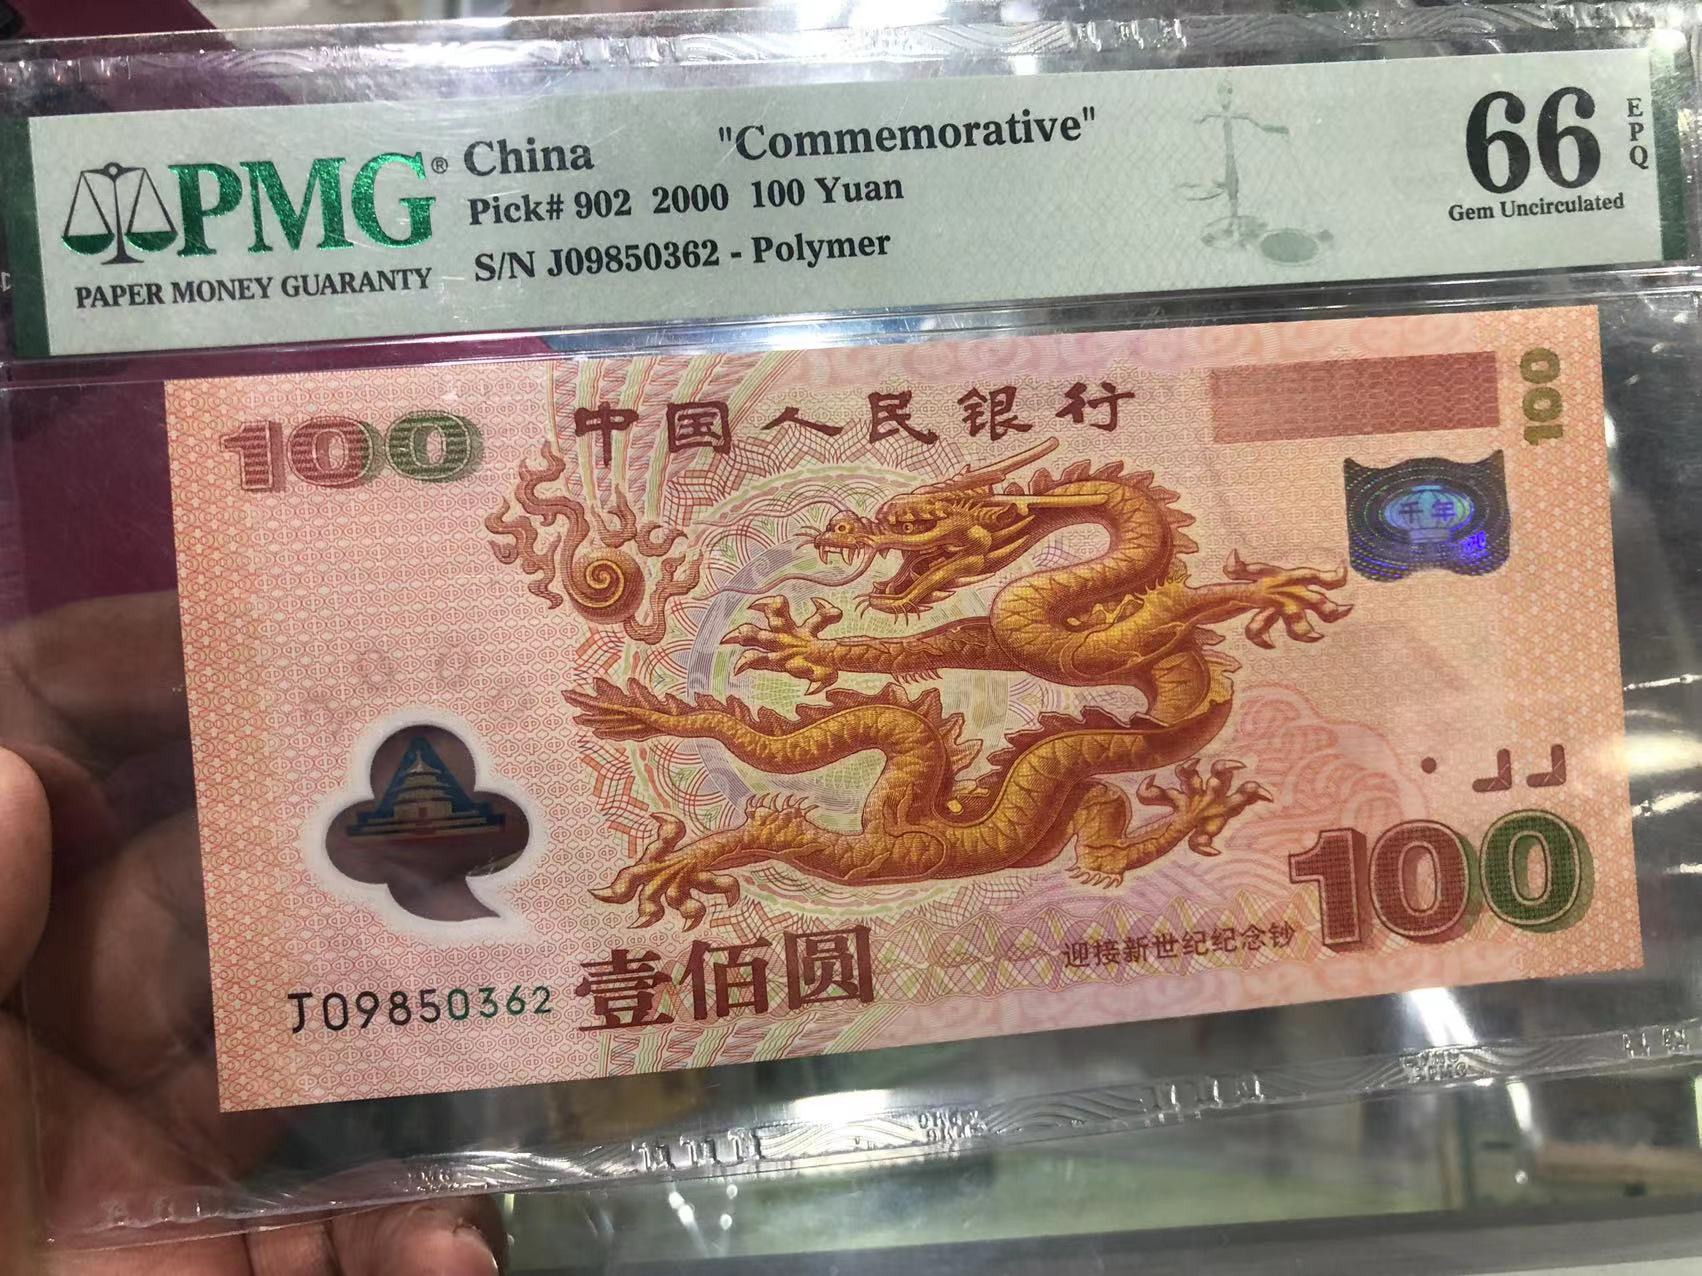 PMG®
PAPER MONEY GUARANTY
China "Commemorative"
Pick# 902 2000 100 Yuan
S/N J09850362 - Polymer
66
EPQ
Gem Uncirculated
100
中国人民银行
100
千年
100
迎接新世纪纪念钞
壹佰圆
J09850362